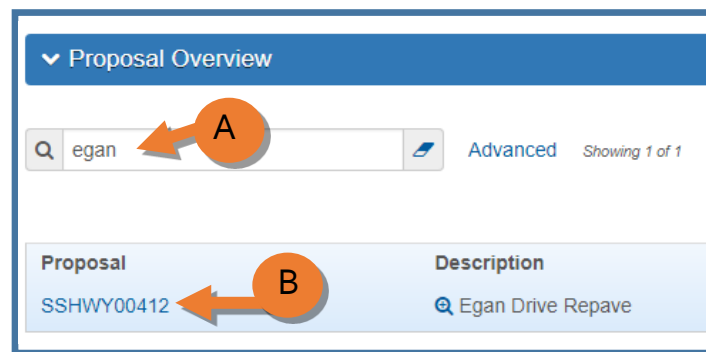 Proposal Overview
A
egan Advanced Showing 1 of 1
Proposal Description
B
SSHWY00412 Egan Drive Repave